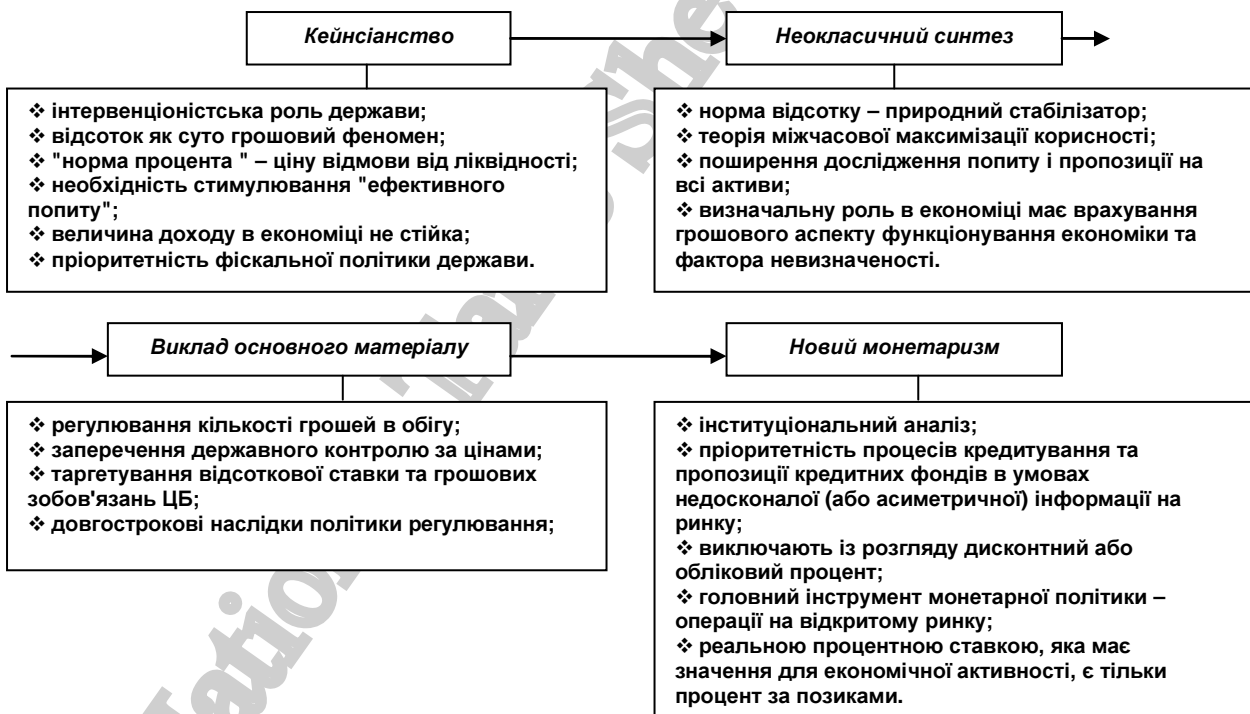 Кейнсіанство
Неокласичний синтез
❖ інтервенціоністська роль держави;
❖ відсоток як суто грошовий феномен;
❖ "норма процента " – ціну відмови від ліквідності;
❖ необхідність стимулювання "ефективного
попиту";
❖ величина доходу в економіці не стійка;
❖ пріоритетність фіскальної політики держави.
❖ норма відсотку – природний стабілізатор;
❖ теорія міжчасової максимізації корисності;
❖ поширення дослідження попиту і пропозиції на
всі активи;
❖ визначальну роль в економіці має врахування
грошового аспекту функціонування економіки та
фактора невизначеності.
Виклад основного матеріалу
Новий монетаризм
❖ регулювання кількості грошей в обігу;
❖ заперечення державного контролю за цінами;
❖ таргетування відсоткової ставки та грошових
зобов'язань ЦБ;
❖ довгострокові наслідки політики регулювання;
❖ інституціональний аналіз;
❖ пріоритетність процесів кредитування та
пропозиції кредитних фондів в умовах
недосконалої (або асиметричної) інформації на
ринку;
❖ виключають із розгляду дисконтний або
обліковий процент;
❖ головний інструмент монетарної політики –
операції на відкритому ринку;
❖ реальною процентною ставкою, яка має
значення для економічної активності, є тільки
процент за позиками.